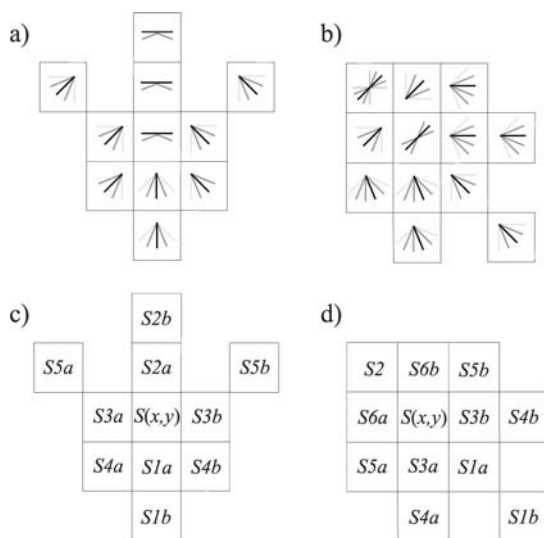 a)
b)
c)
S2b
S5a
S2a
S5b
S3a
S(x,y)
S3b
S4a
S1a
S4b
S1b
d)
S2
S6b
S5b
S6a
S(x,y)
S3b
S4b
S5a
S3a
S1a
S4a
S1b